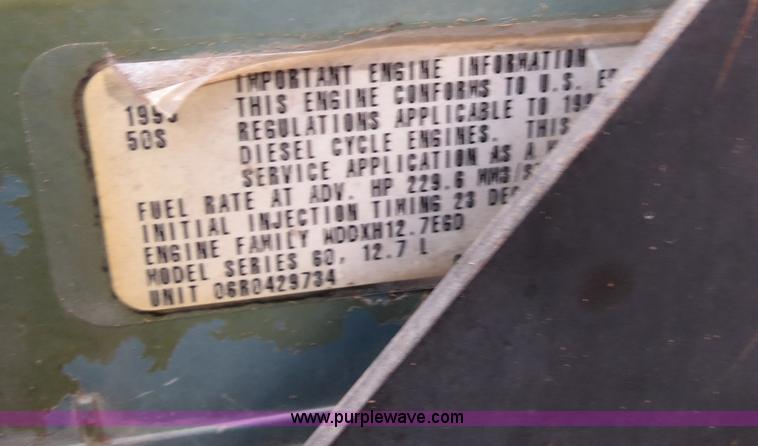 IMPORTANT ENGINE INFORMATION
THIS ENGINE CONFORMS TO U.S.
50S REGULATIONS APPLICABLE TO
DIESEL CYCLE ENGINES. THIS
SERVICE APPLICATION AS A
FUEL RATE AT ADV. HP 229.6 MM3/
INITIAL INJECTION TIMING 23 DEG
ENGINE FAMILY WDDXH12.7EGD
MODEL SERIES 60, 12.7 L
UNIT 06R0429734
www.purplewave.com